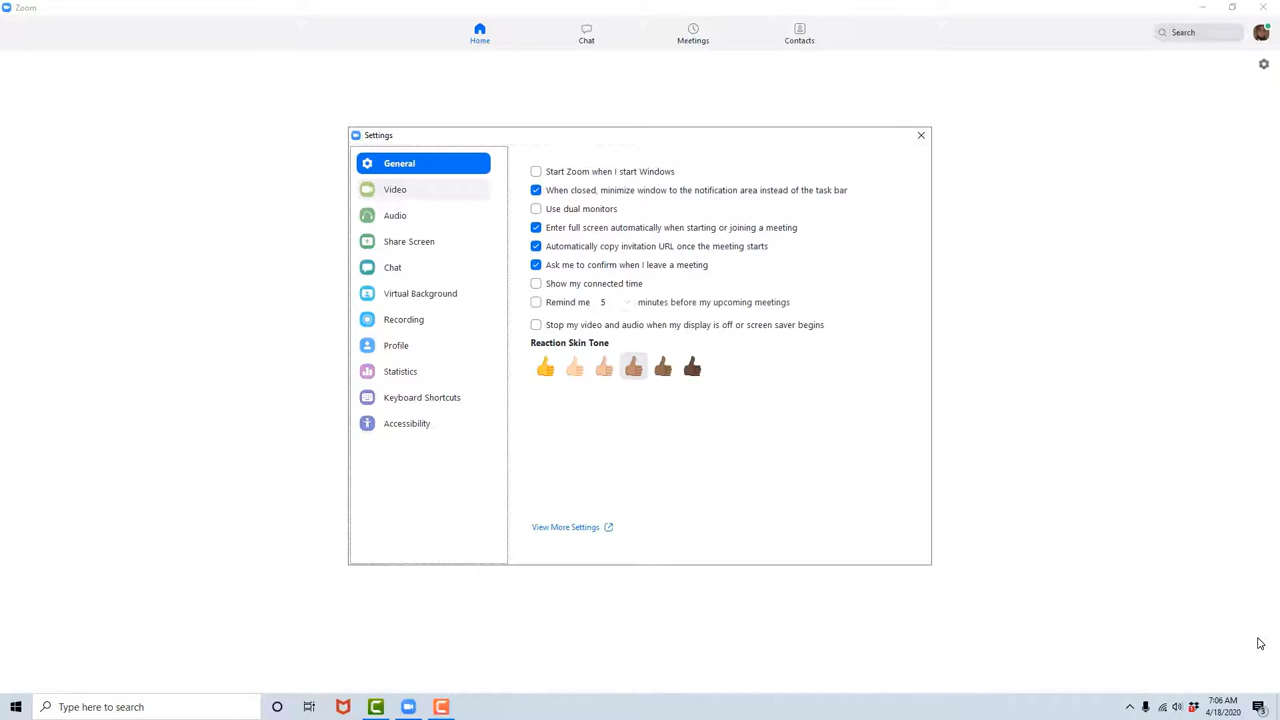 Zoom
Home
Chat
Meetings
Contacts
Search
Settings
General
Video
Audio
Share Screen
Chat
Virtual Background
Recording
Profile
Statistics
Keyboard Shortcuts
Accessibility
Start Zoom when I start Windows
When closed, minimize window to the notification area instead of the task bar
Use dual monitors
Enter full screen automatically when starting or joining a meeting
Automatically copy invitation URL once the meeting starts
Ask me to confirm when I leave a meeting
Show my connected time
Remind me 5 minutes before my upcoming meetings
Stop my video and audio when my display is off or screen saver begins
Reaction Skin Tone
View More Settings
Type here to search
7:06 AM
4/18/2020
3